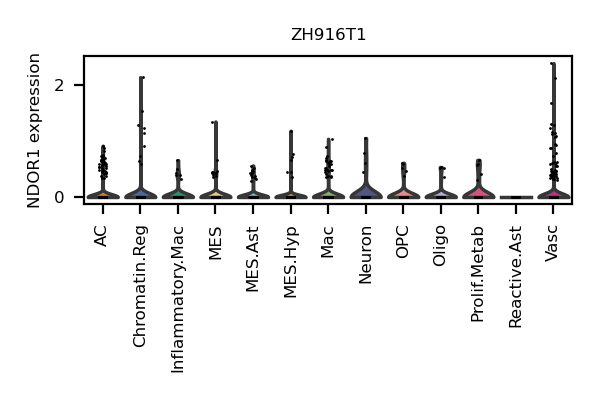 ZH916T1
NDOR1 expression
2
0
AC
Chromatin.Reg
Inflammatory.Mac
MES
MES.Ast
MES.Hyp
Mac
Neuron
OPC
Oligo
Prolif.Metab
Reactive.Ast
Vasc